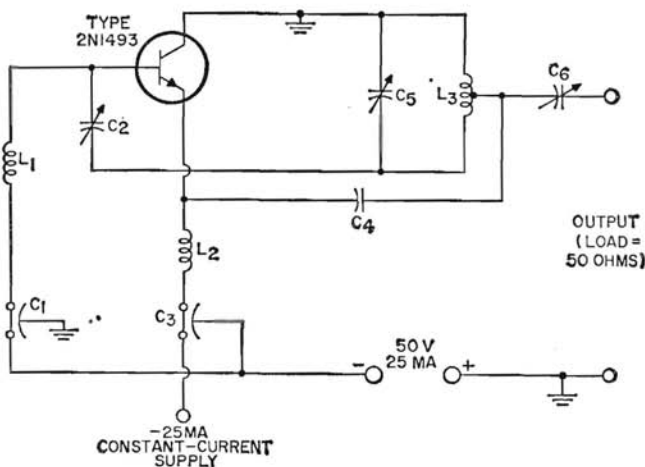 TYPE
2N1493
C2
L1
C1
L2
C3
C4
C5
L3
C6
OUTPUT
(LOAD =
50 OHMS)
50 V
25 MA
-
+
-25MA
CONSTANT-CURRENT
SUPPLY